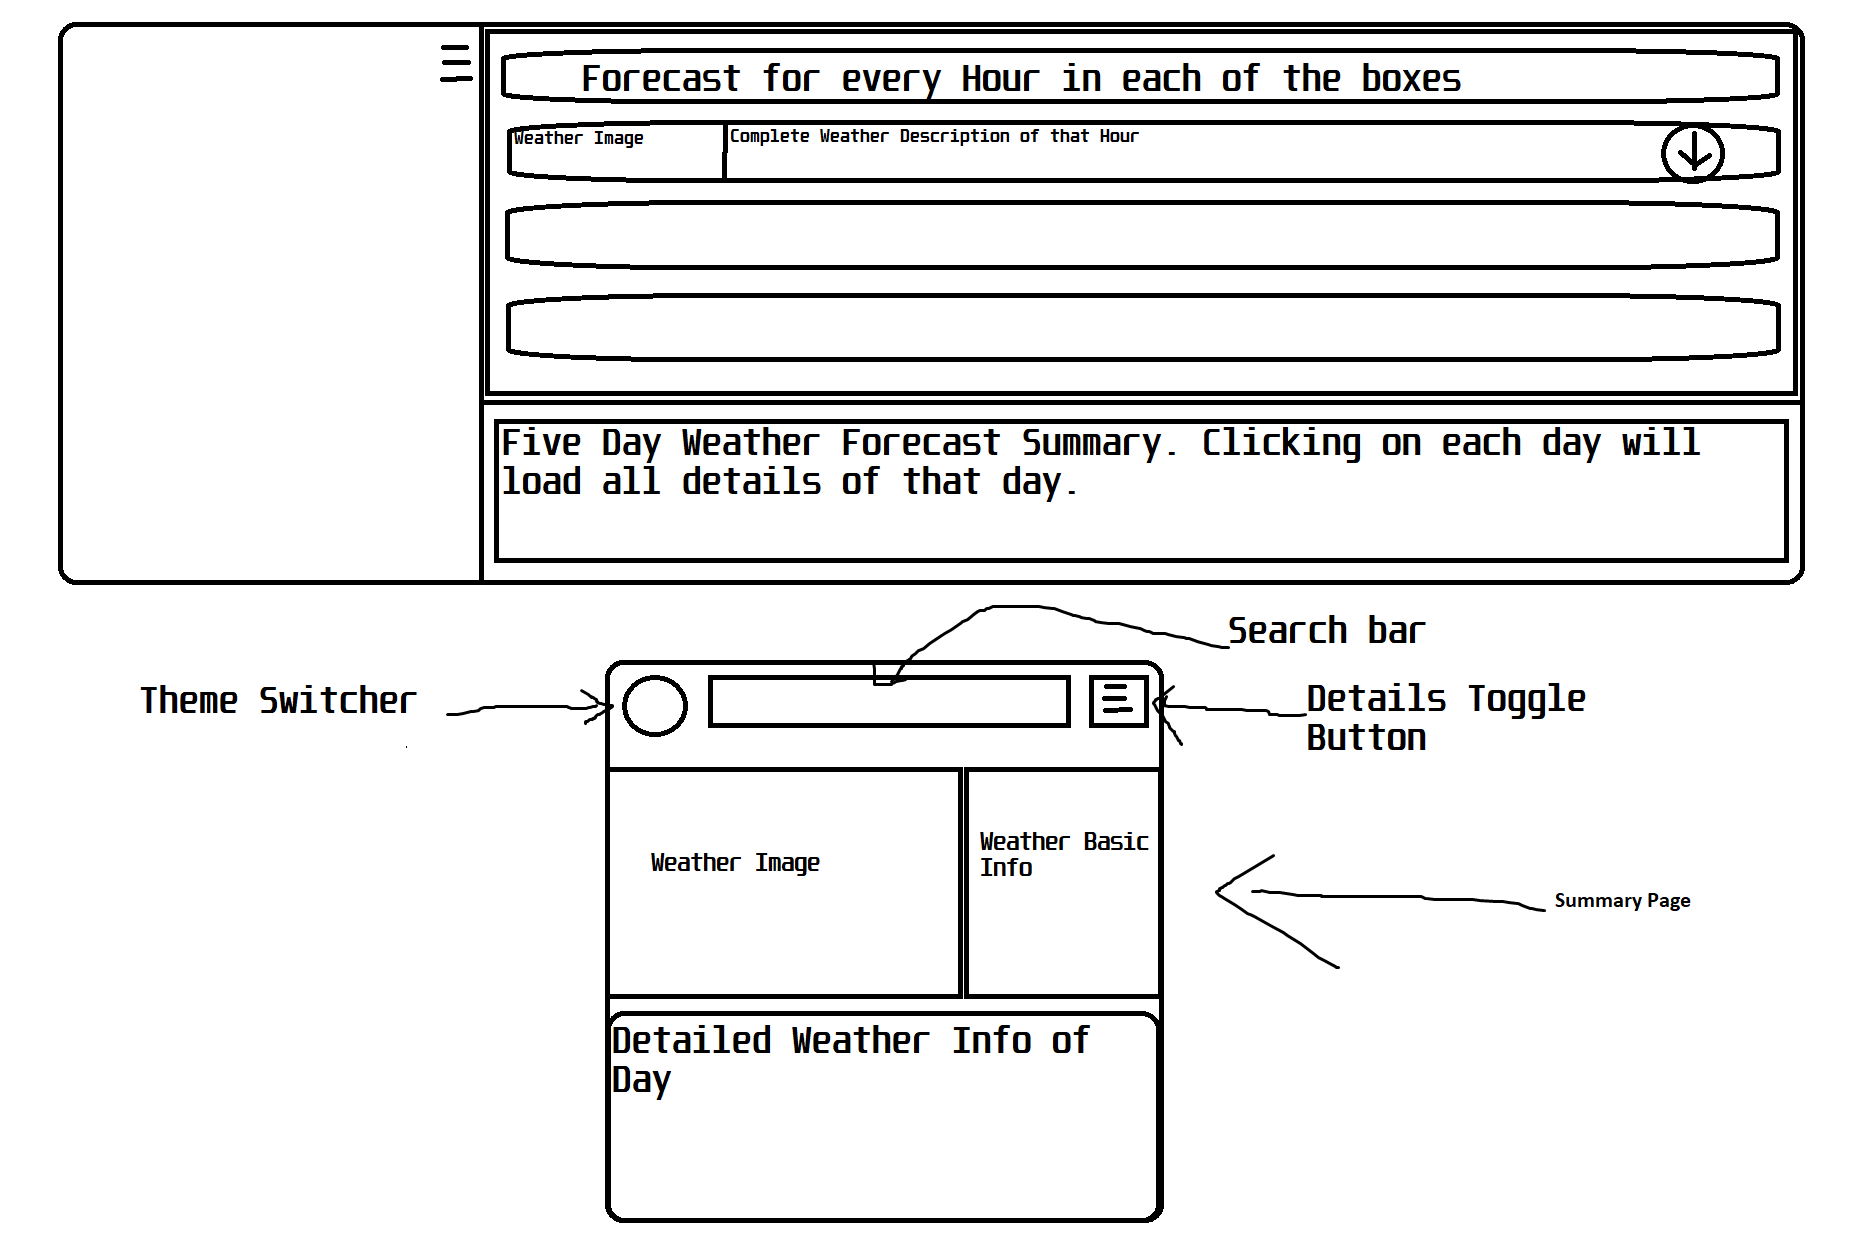 Forecast for every Hour in each of the boxes
Weather Image
Complete Weather Description of that Hour
Five Day Weather Forecast Summary. Clicking on each day will
load all details of that day.
Search bar
Theme Switcher
Details Toggle
Button
Weather Image
Weather Basic
Info
Summary Page
Detailed Weather Info of
Day